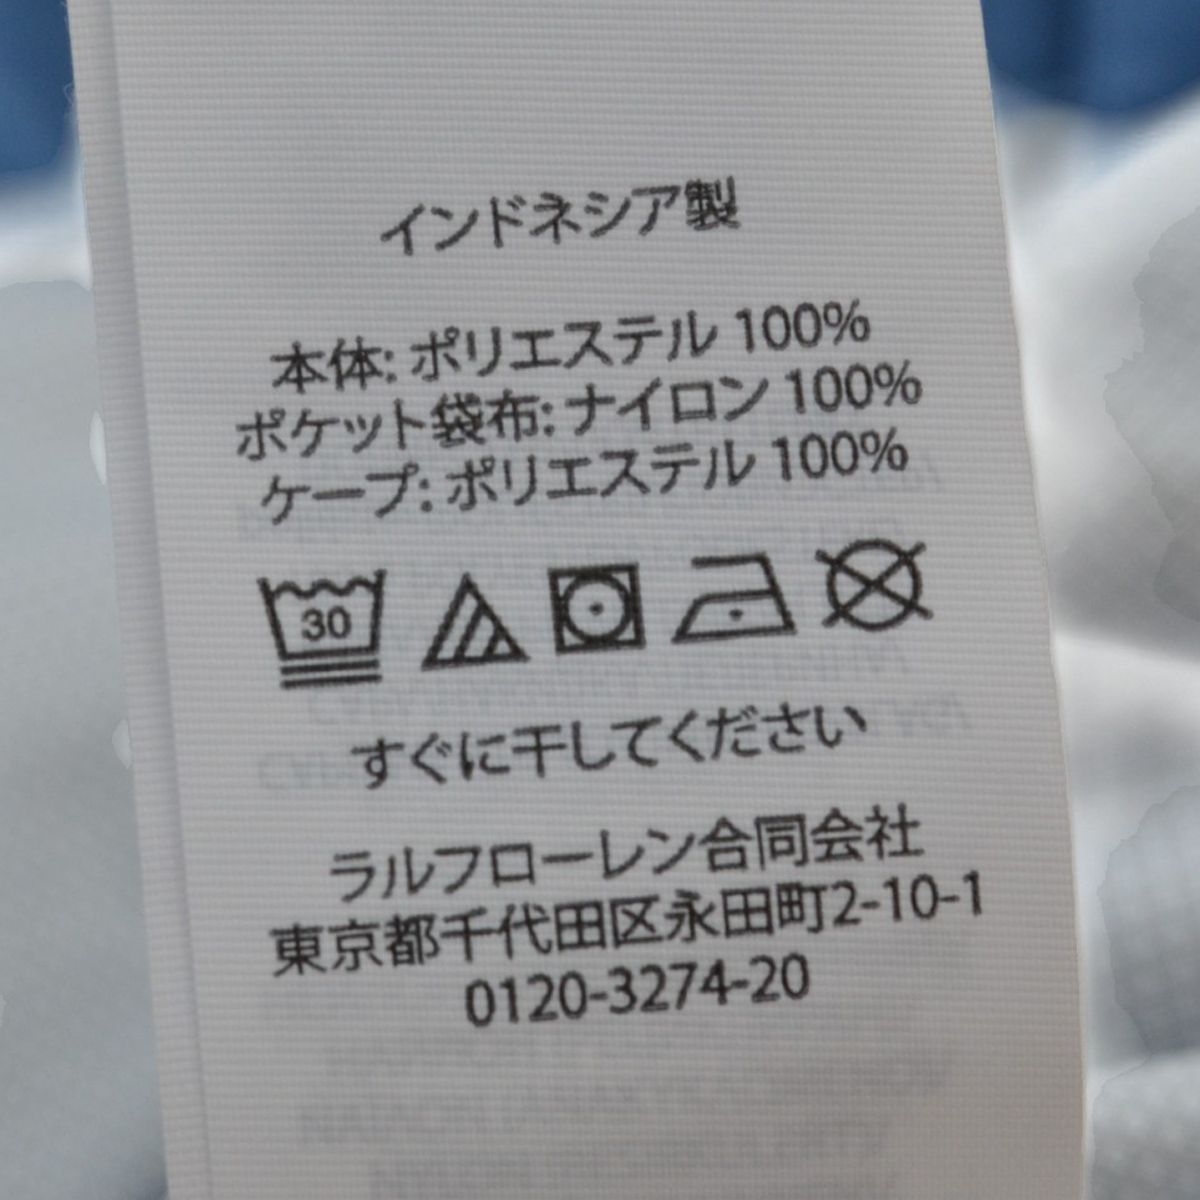 インドネシア製
本体: ポリエステル 100%
ポケット袋布: ナイロン 100%
ケープ: ポリエステル 100%
30
すぐに干してください
ラルフローレン合同会社
東京都千代田区永田町2-10-1
0120-3274-20